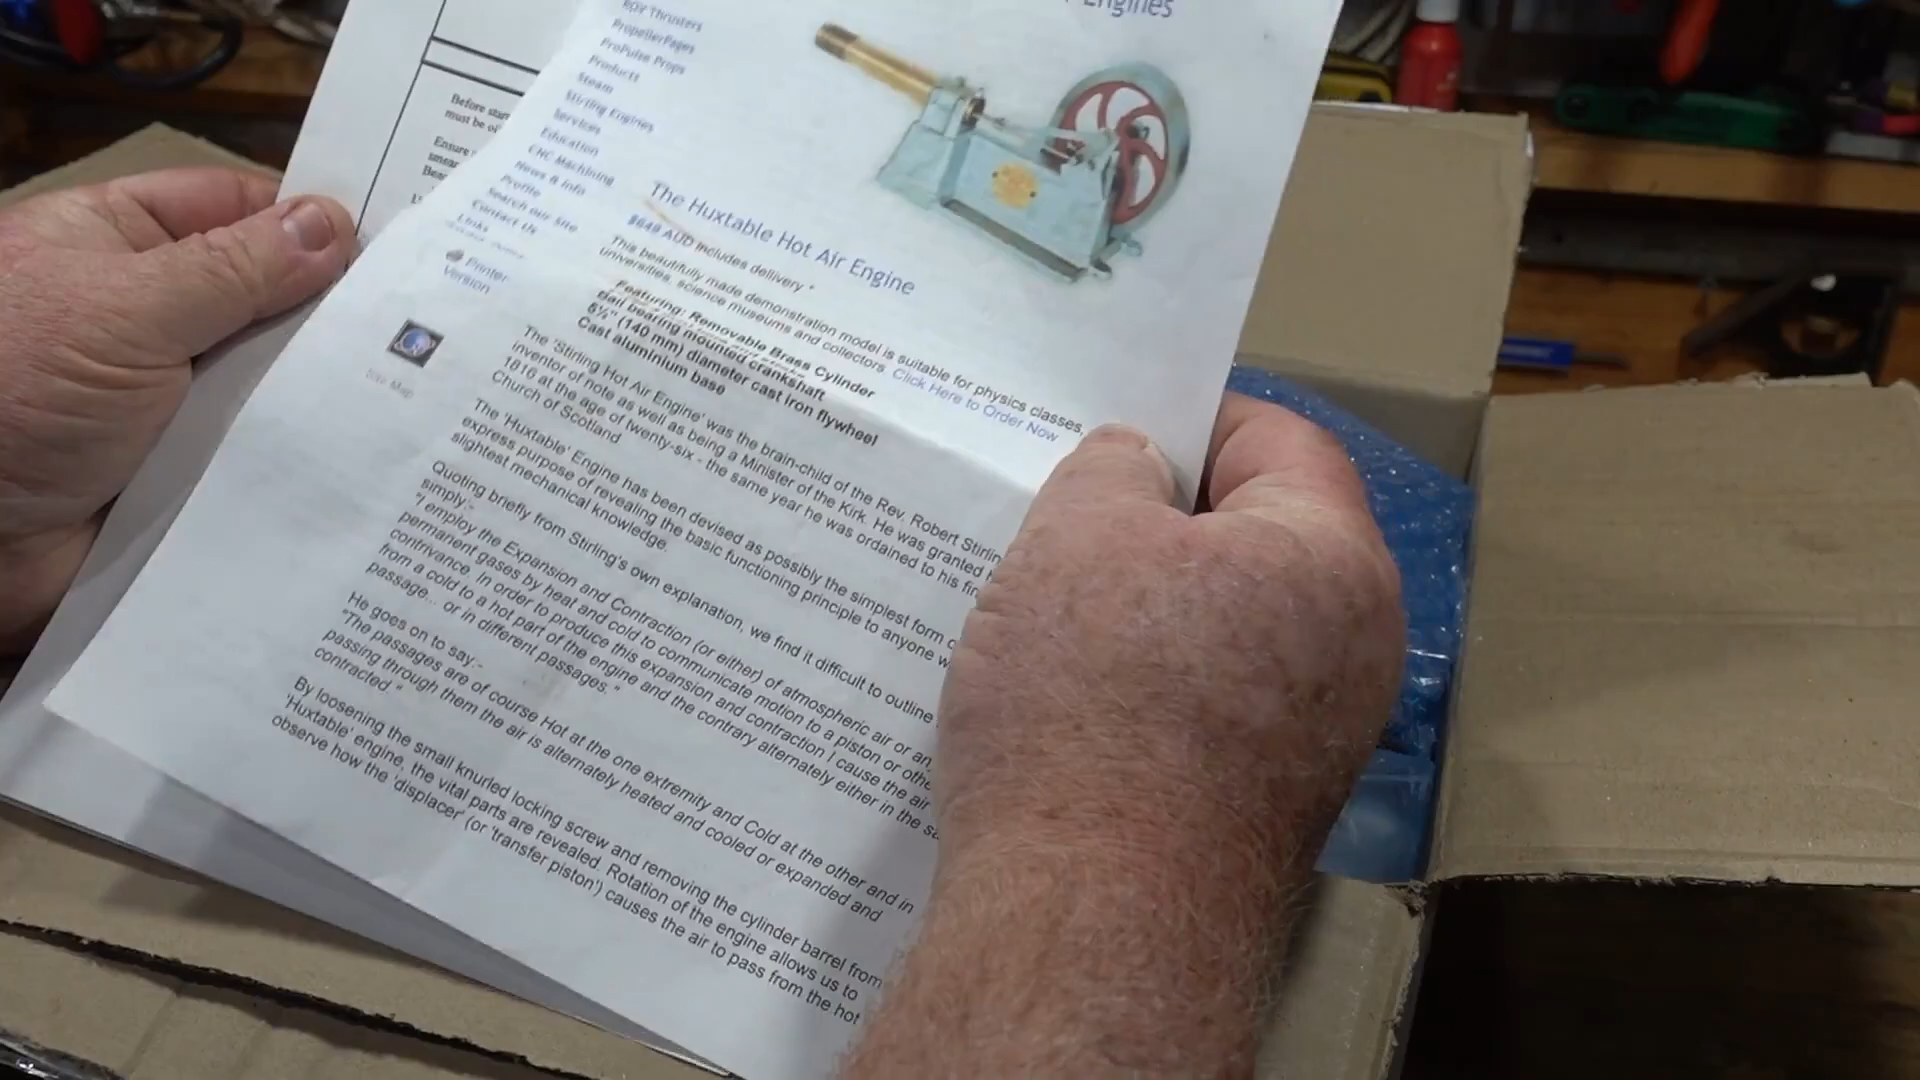 Engines
ROV Thrusters
PropellerPages
ProPulse Props
Products
Steam
Stirling Engines
Services
Education
CNC Machining
News & Info
Profile
Search our site
Contact Us
Links
Printer
Version
Site Map
Before star
must be oi
Ensure
smear
Bea
The Huxtable Hot Air Engine
$649 AUD includes delivery *
This beautifully made demonstration model is suitable for physics classes,
universities, science museums and collectors. Click Here to Order Now
Featuring: Removable Brass Cylinder
Ball bearing mounted crankshaft
5½" (140 mm) diameter cast iron flywheel
Cast aluminium base
The 'Stirling Hot Air Engine' was the brain-child of the Rev. Robert Stirlin
inventor of note as well as being a Minister of the Kirk. He was granted
1816 at the age of twenty-six - the same year he was ordained to his fir
Church of Scotland
The 'Huxtable' Engine has been devised as possibly the simplest form
express purpose of revealing the basic functioning principle to anyone w
slightest mechanical knowledge.
Quoting briefly from Stirling's own explanation, we find it difficult to outline
simply:-
"I employ the Expansion and Contraction (or either) of atmospheric air or an
permanent gases by heat and cold to communicate motion to a piston or othe
contrivance. In order to produce this expansion and contraction I cause the air
from a cold to a hot part of the engine and the contrary alternately either in the sa
passage... or in different passages."
He goes on to say:-
"The passages are of course Hot at the one extremity and Cold at the other and in
passing through them the air is alternately heated and cooled or expanded and
contracted."
By loosening the small knurled locking screw and removing the cylinder barrel from
'Huxtable' engine, the vital parts are revealed. Rotation of the engine allows us to
observe how the 'displacer' (or 'transfer piston') causes the air to pass from the hot